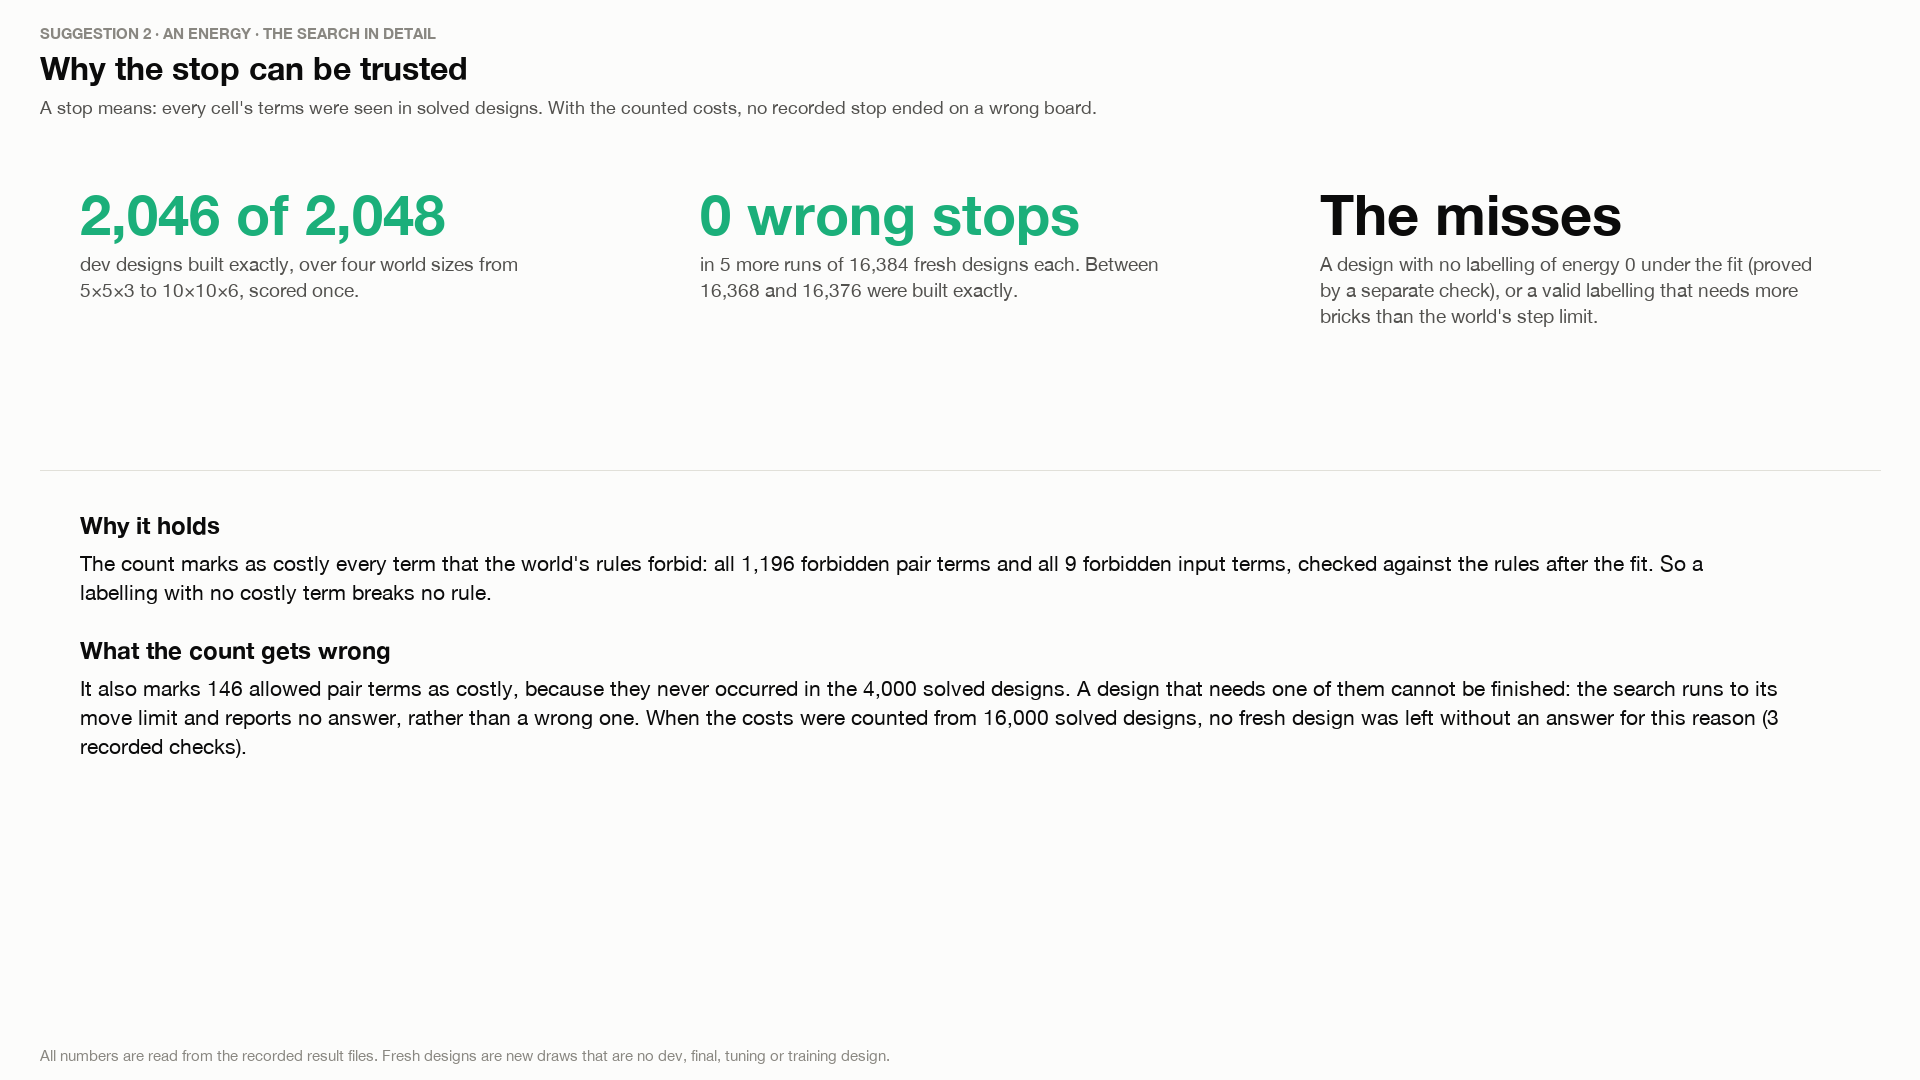 SUGGESTION 2 · AN ENERGY · THE SEARCH IN DETAIL
Why the stop can be trusted
A stop means: every cell's terms were seen in solved designs. With the counted costs, no recorded stop ended on a wrong board.
2,046 of 2,048
dev designs built exactly, over four world sizes from
5×5×3 to 10×10×6, scored once.
0 wrong stops
in 5 more runs of 16,384 fresh designs each. Between
16,368 and 16,376 were built exactly.
The misses
A design with no labelling of energy 0 under the fit (proved
by a separate check), or a valid labelling that needs more
bricks than the world's step limit.
Why it holds
The count marks as costly every term that the world's rules forbid: all 1,196 forbidden pair terms and all 9 forbidden input terms, checked against the rules after the fit. So a
labelling with no costly term breaks no rule.
What the count gets wrong
It also marks 146 allowed pair terms as costly, because they never occurred in the 4,000 solved designs. A design that needs one of them cannot be finished: the search runs to its
move limit and reports no answer, rather than a wrong one. When the costs were counted from 16,000 solved designs, no fresh design was left without an answer for this reason (3
recorded checks).
All numbers are read from the recorded result files. Fresh designs are new draws that are no dev, final, tuning or training design.